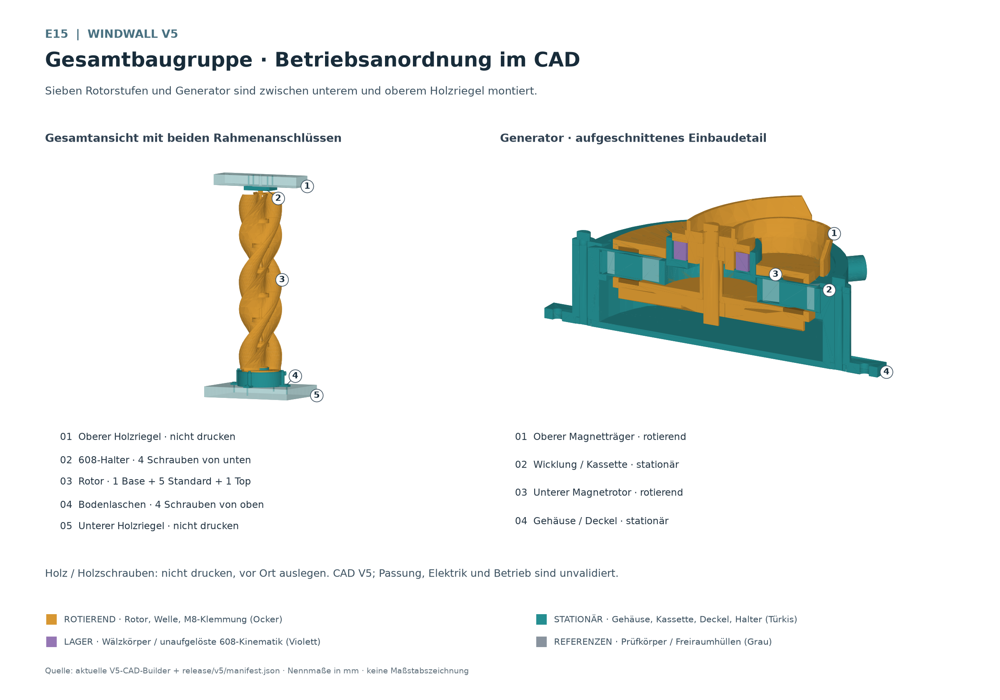 E15 | WINDWALL V5
Gesamtbaugruppe · Betriebsanordnung im CAD
Sieben Rotorstufen und Generator sind zwischen unterem und oberem Holzriegel montiert.
Gesamtansicht mit beiden Rahmenanschlüssen
1
2
3
4
5
01 Oberer Holzriegel · nicht drucken
02 608-Halter · 4 Schrauben von unten
03 Rotor · 1 Base + 5 Standard + 1 Top
04 Bodenlaschen · 4 Schrauben von oben
05 Unterer Holzriegel · nicht drucken
Generator · aufgeschnittenes Einbaudetail
1
3
2
4
01 Oberer Magnetträger · rotierend
02 Wicklung / Kassette · stationär
03 Unterer Magnetrotor · rotierend
04 Gehäuse / Deckel · stationär
Holz / Holzschrauben: nicht drucken, vor Ort auslegen. CAD V5; Passung, Elektrik und Betrieb sind unvalidiert.
ROTIEREND · Rotor, Welle, M8-Klemmung (Ocker)
STATIONÄR · Gehäuse, Kassette, Deckel, Halter (Türkis)
LAGER · Wälzkörper / unaufgelöste 608-Kinematik (Violett)
REFERENZEN · Prüfkörper / Freiraumhüllen (Grau)
Quelle: aktuelle V5-CAD-Builder + release/v5/manifest.json · Nennmaße in mm · keine Maßstabszeichnung